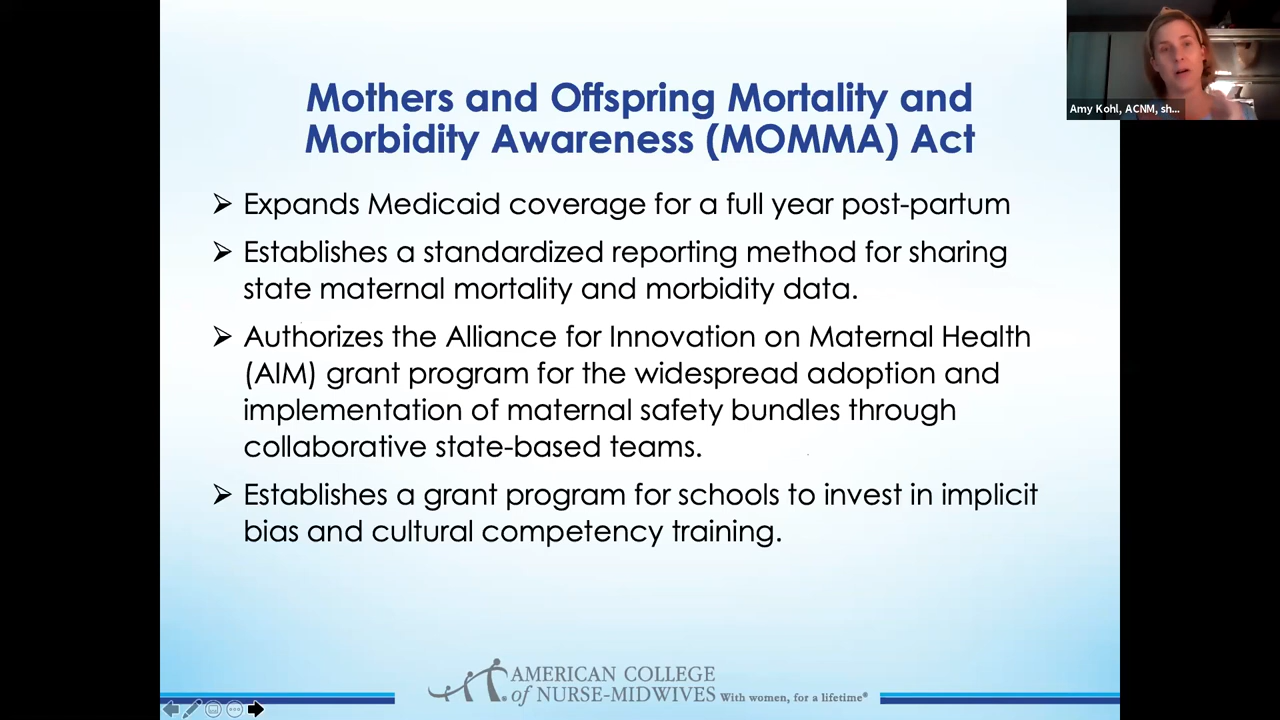 Mothers and Offspring Mortality and
Morbidity Awareness (MOMMA) Act
Amy Kohl, ACNM, sh...
➢ Expands Medicaid coverage for a full year post-partum
➢ Establishes a standardized reporting method for sharing
state maternal mortality and morbidity data.
➢ Authorizes the Alliance for Innovation on Maternal Health
(AIM) grant program for the widespread adoption and
implementation of maternal safety bundles through
collaborative state-based teams.
➢ Establishes a grant program for schools to invest in implicit
bias and cultural competency training.
AMERICAN COLLEGE
of NURSE-MIDWIVES With women, for a lifetime®